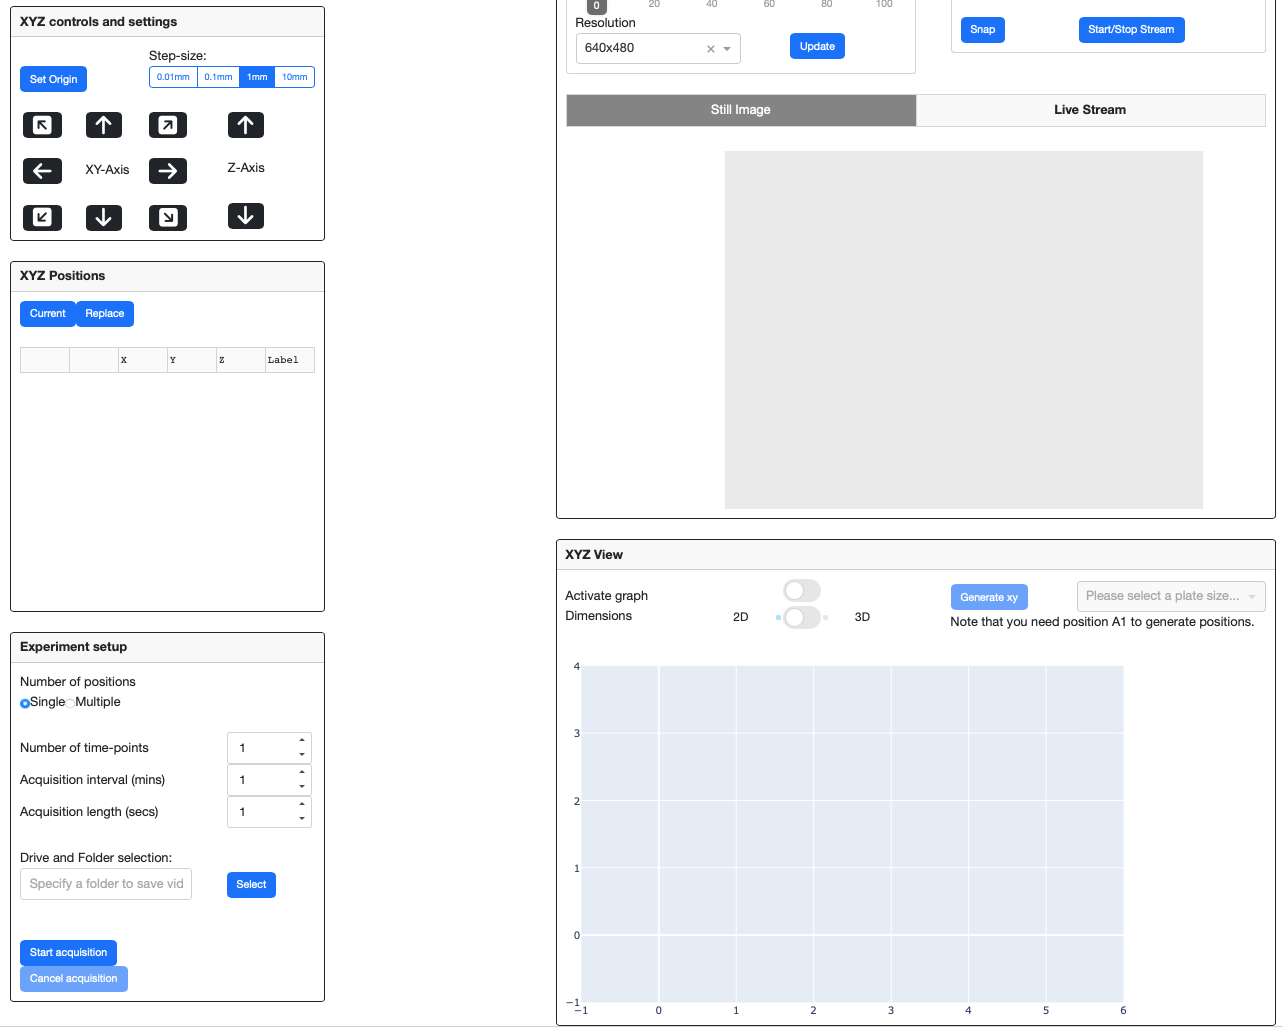 XYZ controls and settings
Step-size:
Set Origin
0.01mm 0.1mm 1mm 10mm
XY-Axis
Z-Axis
XYZ Positions
Current Replace
X Y Z Label
Experiment setup
Number of positions
Single Multiple
Number of time-points 1
Acquisition interval (mins) 1
Acquisition length (secs) 1
Drive and Folder selection:
Specify a folder to save vid
Select
Start acquisition
Cancel acquisition
0 20 40 60 80 100
Resolution
640x480
Update
Snap
Start/Stop Stream
Still Image
Live Stream
XYZ View
Activate graph
Dimensions 2D 3D
Generate xy
Please select a plate size...
Note that you need position A1 to generate positions.
4
3
2
1
0
−1
−1 0 1 2 3 4 5 6